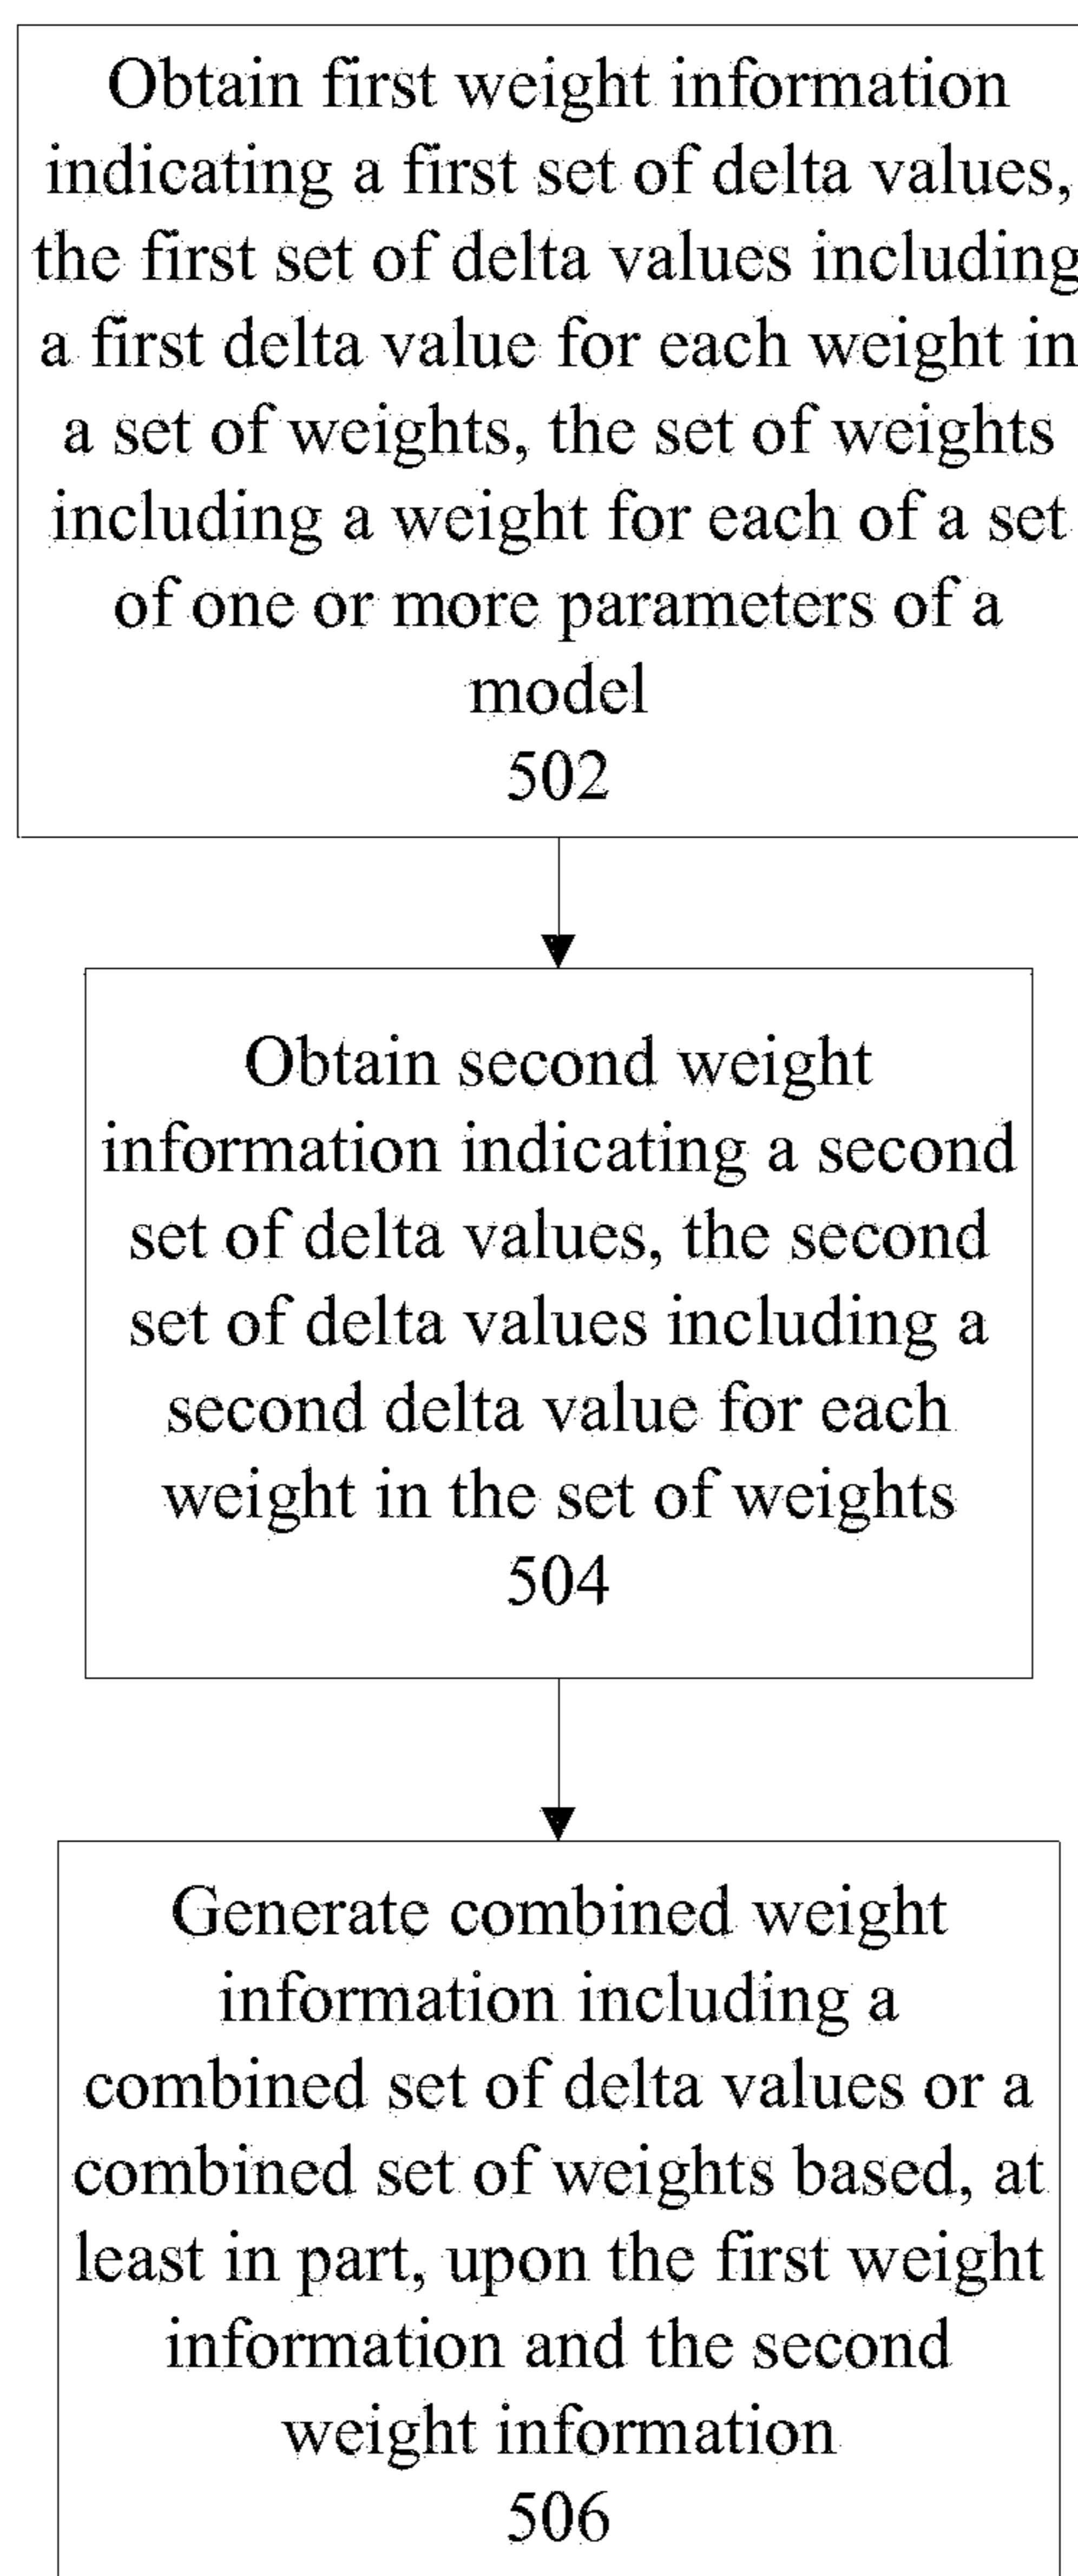 Obtain first weight information
indicating a first set of delta values,
the first set of delta values including
a first delta value for each weight in
a set of weights, the set of weights
including a weight for each of a set
of one or more parameters of a
model
502
Obtain second weight
information indicating a second
set of delta values, the second
set of delta values including a
second delta value for each
weight in the set of weights
504
Generate combined weight
information including a
combined set of delta values or a
combined set of weights based, at
least in part, upon the first weight
information and the second
weight information
506